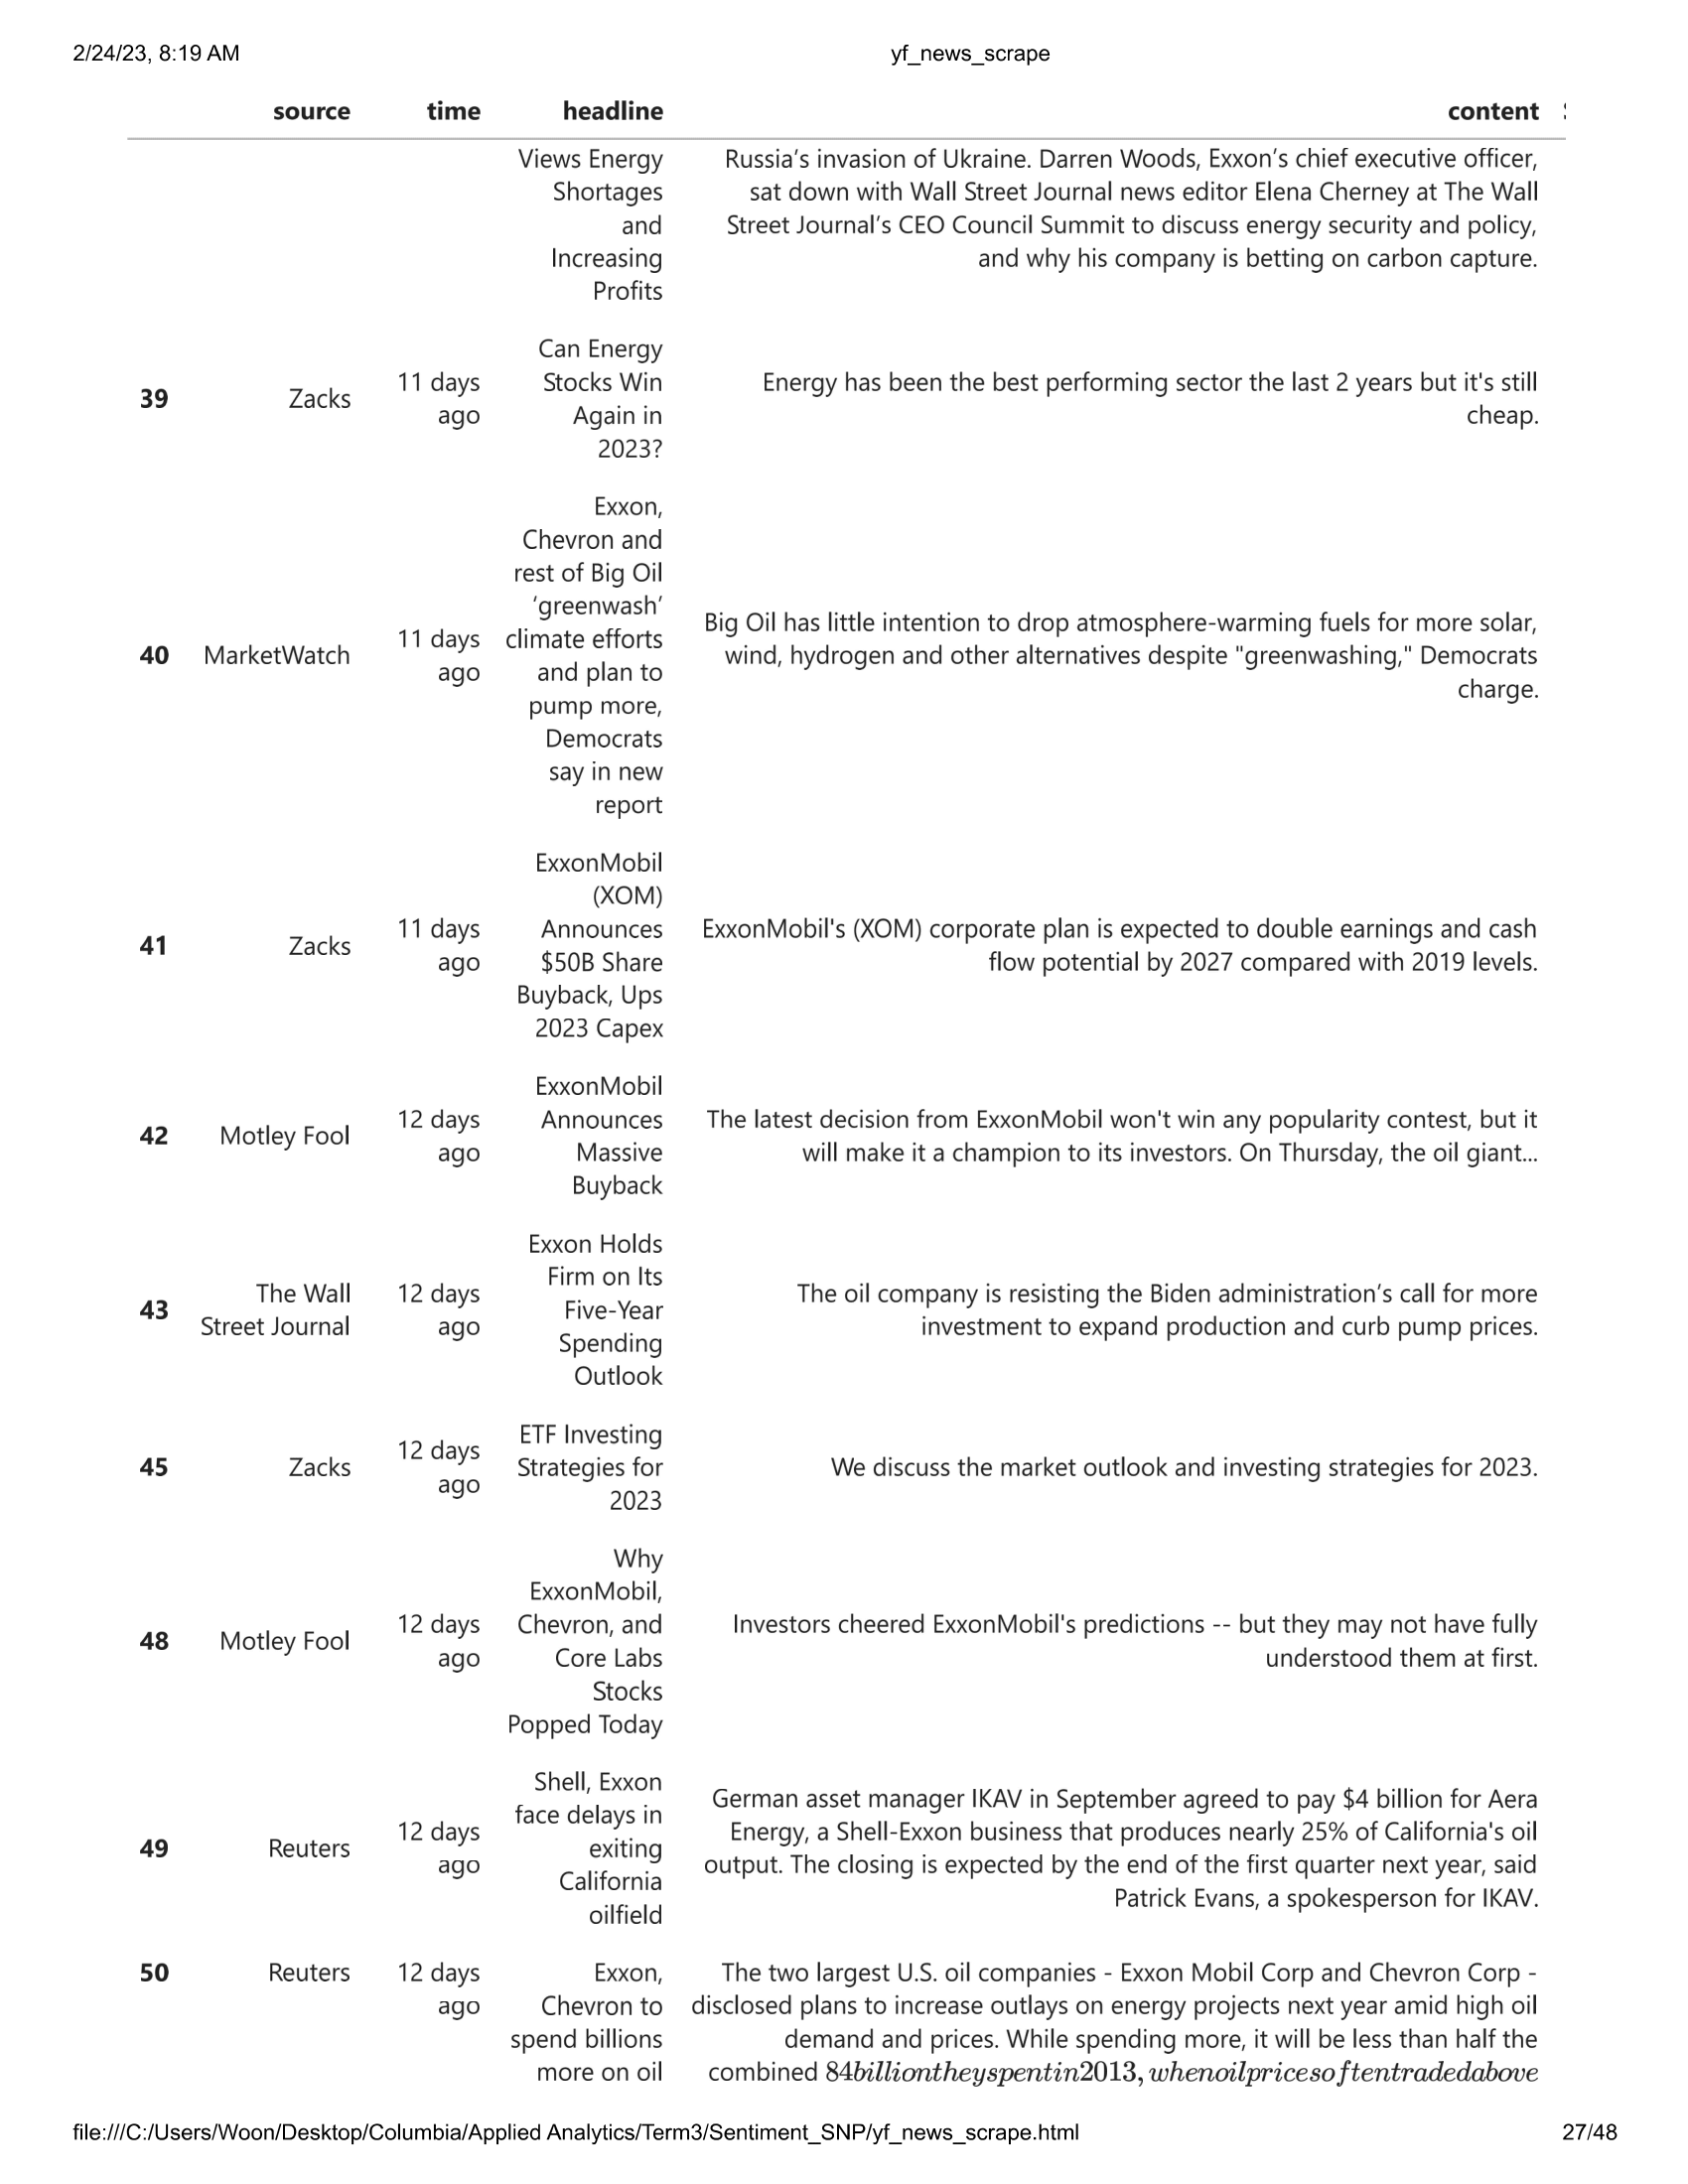 2/24/23, 8:19 AM yf_news_scrape
source time headline content
Views Energy
Shortages
and
Increasing
Profits
Russia’s invasion of Ukraine. Darren Woods, Exxon’s chief executive officer,
sat down with Wall Street Journal news editor Elena Cherney at The Wall
Street Journal’s CEO Council Summit to discuss energy security and policy,
and why his company is betting on carbon capture.
39
Zacks
11 days
ago
Can Energy
Stocks Win
Again in
2023?
Energy has been the best performing sector the last 2 years but it's still
cheap.
40
MarketWatch
11 days
ago
Exxon,
Chevron and
rest of Big Oil
‘greenwash’
climate efforts
and plan to
pump more,
Democrats
say in new
report
Big Oil has little intention to drop atmosphere-warming fuels for more solar,
wind, hydrogen and other alternatives despite "greenwashing," Democrats
charge.
41
Zacks
11 days
ago
ExxonMobil
(XOM)
Announces
$50B Share
Buyback, Ups
2023 Capex
ExxonMobil's (XOM) corporate plan is expected to double earnings and cash
flow potential by 2027 compared with 2019 levels.
42
Motley Fool
12 days
ago
ExxonMobil
Announces
Massive
Buyback
The latest decision from ExxonMobil won't win any popularity contest, but it
will make it a champion to its investors. On Thursday, the oil giant...
43
The Wall
Street Journal
12 days
ago
Exxon Holds
Firm on Its
Five-Year
Spending
Outlook
The oil company is resisting the Biden administration’s call for more
investment to expand production and curb pump prices.
45
Zacks
12 days
ago
ETF Investing
Strategies for
2023
We discuss the market outlook and investing strategies for 2023.
48
Motley Fool
12 days
ago
Why
ExxonMobil,
Chevron, and
Core Labs
Stocks
Popped Today
Investors cheered ExxonMobil's predictions -- but they may not have fully
understood them at first.
49
Reuters
12 days
ago
Shell, Exxon
face delays in
exiting
California
oilfield
German asset manager IKAV in September agreed to pay $4 billion for Aera
Energy, a Shell-Exxon business that produces nearly 25% of California's oil
output. The closing is expected by the end of the first quarter next year, said
Patrick Evans, a spokesperson for IKAV.
50
Reuters
12 days
ago
Exxon,
Chevron to
spend billions
more on oil
The two largest U.S. oil companies - Exxon Mobil Corp and Chevron Corp -
disclosed plans to increase outlays on energy projects next year amid high oil
demand and prices. While spending more, it will be less than half the
combined 84billiontheyspentin2013,whenoilpricesoftentradedabove
file:///C:/Users/Woon/Desktop/Columbia/Applied Analytics/Term3/Sentiment_SNP/yf_news_scrape.html 27/48